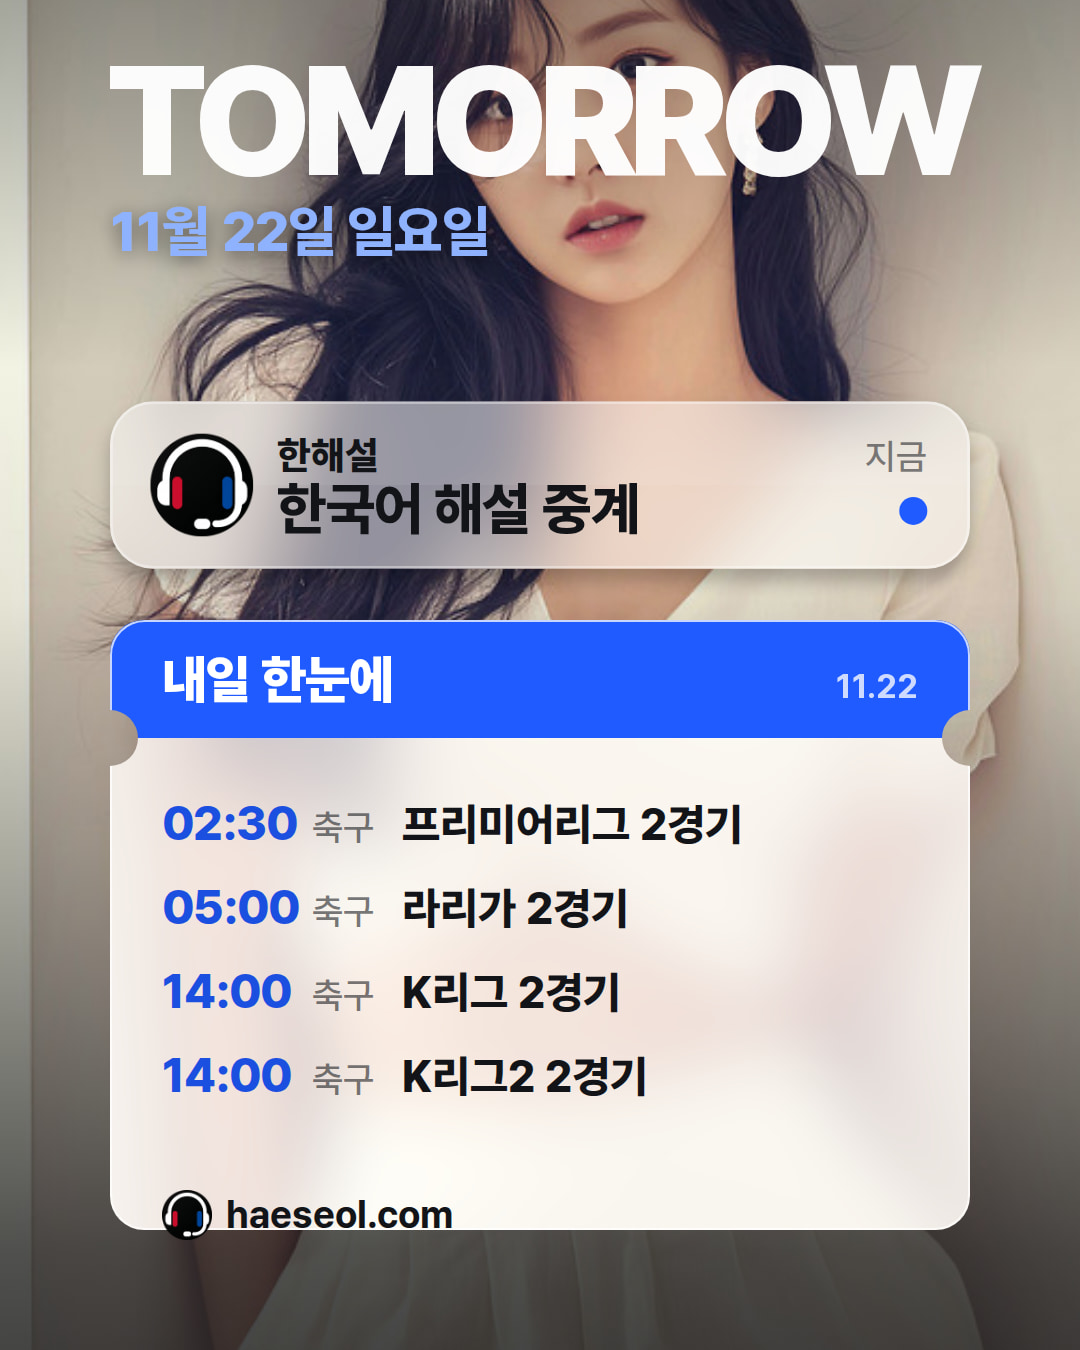 TOMORROW
11월 22일 일요일
한해설
지금
한국어 해설 중계
내일 한눈에
11.22
02:30 축구 프리미어리그 2경기
05:00 축구 라리가 2경기
14:00 축구 K리그 2경기
14:00 축구 K리그2 2경기
haeseol.com